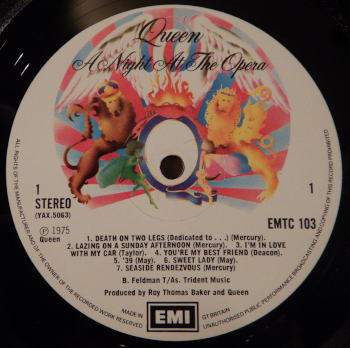 Queen
A Night At The Opera
1
STEREO
(YAX.5063)
1
EMTC 103
℗ 1975
Queen
1. DEATH ON TWO LEGS (Dedicated to . . .) (Mercury).
2. LAZING ON A SUNDAY AFTERNOON (Mercury). 3. I'M IN LOVE
WITH MY CAR (Taylor). 4. YOU'RE MY BEST FRIEND (Deacon).
5. '39 (May). 6. SWEET LADY (May).
7. SEASIDE RENDEZVOUS (Mercury)
B. Feldman T/As. Trident Music
Produced by Roy Thomas Baker and Queen
MADE IN
EMI
GT BRITAIN
ALL RIGHTS OF THE MANUFACTURER AND OF THE OWNER OF THE RECORDED WORK RESERVED
UNAUTHORISED PUBLIC PERFORMANCE BROADCASTING AND COPYING OF THIS RECORD PROHIBITED